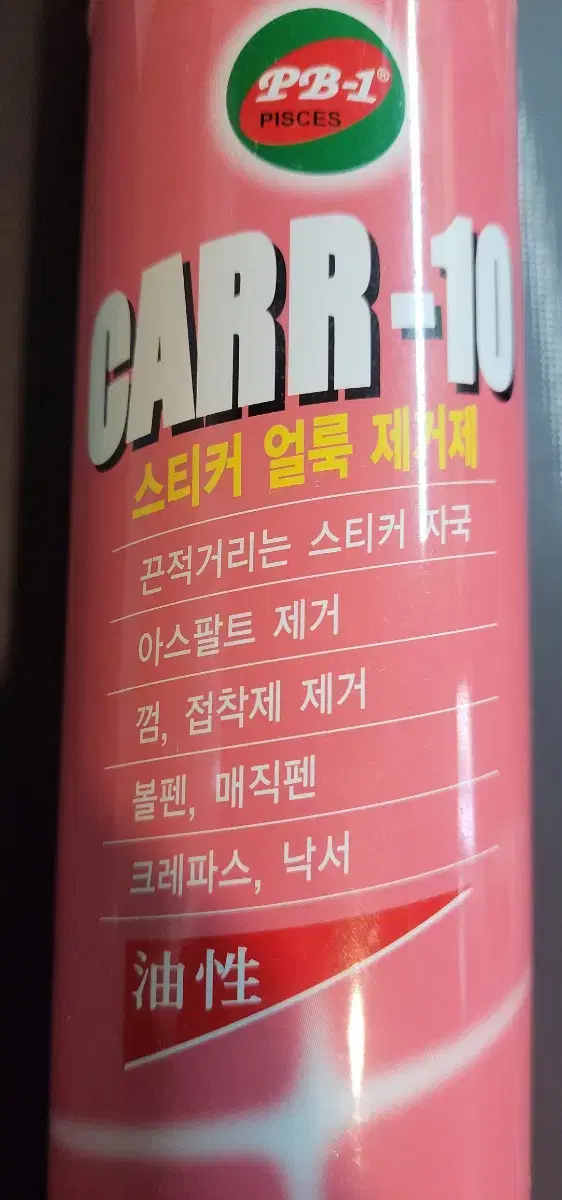 PB-1®
PISCES
CARR-10
스티커 얼룩 제거제
끈적거리는 스티커 자국
아스팔트 제거
껌, 접착제 제거
볼펜, 매직펜
크레파스, 낙서
油性